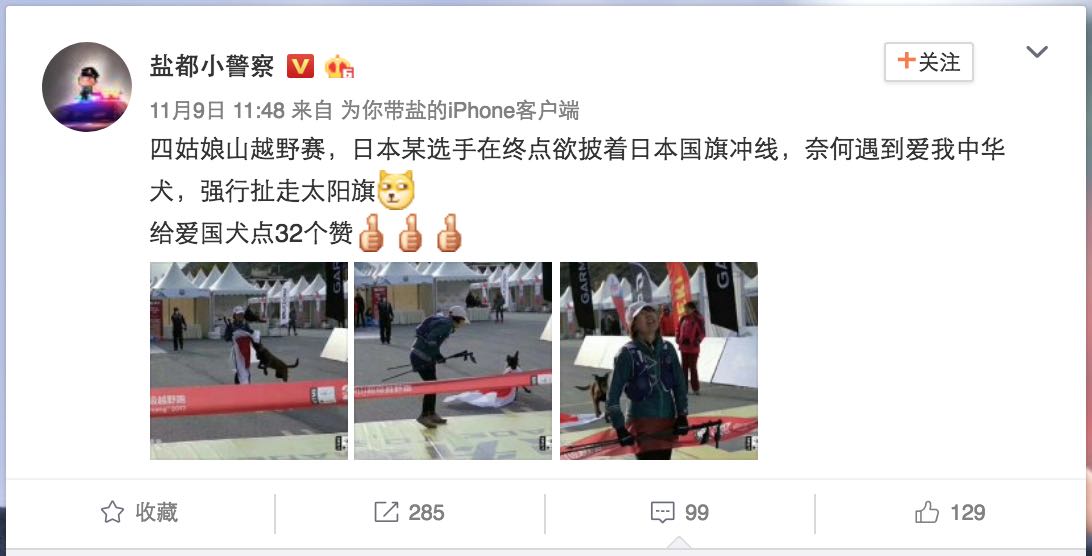 盐都小警察
V
6
+关注
11月9日 11:48 来自 为你带盐的iPhone客户端
四姑娘山越野赛，日本某选手在终点欲披着日本国旗冲线，奈何遇到爱我中华
犬，强行扯走太阳旗
给爱国犬点32个赞
GARM
GAR
收藏
285
99
129